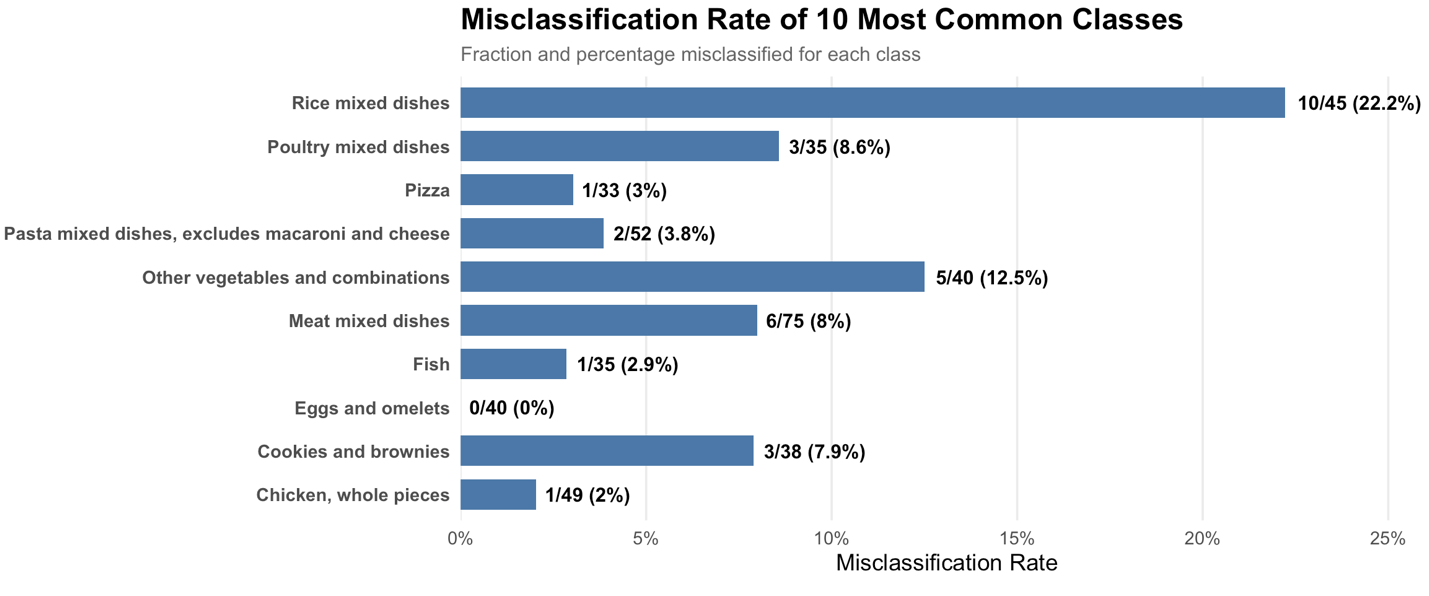 Misclassification Rate of 10 Most Common Classes
Fraction and percentage misclassified for each class
Rice mixed dishes 10/45 (22.2%)
Poultry mixed dishes 3/35 (8.6%)
Pizza 1/33 (3%)
Pasta mixed dishes, excludes macaroni and cheese 2/52 (3.8%)
Other vegetables and combinations 5/40 (12.5%)
Meat mixed dishes 6/75 (8%)
Fish 1/35 (2.9%)
Eggs and omelets 0/40 (0%)
Cookies and brownies 3/38 (7.9%)
Chicken, whole pieces 1/49 (2%)
0% 5% 10% 15% 20% 25%
Misclassification Rate